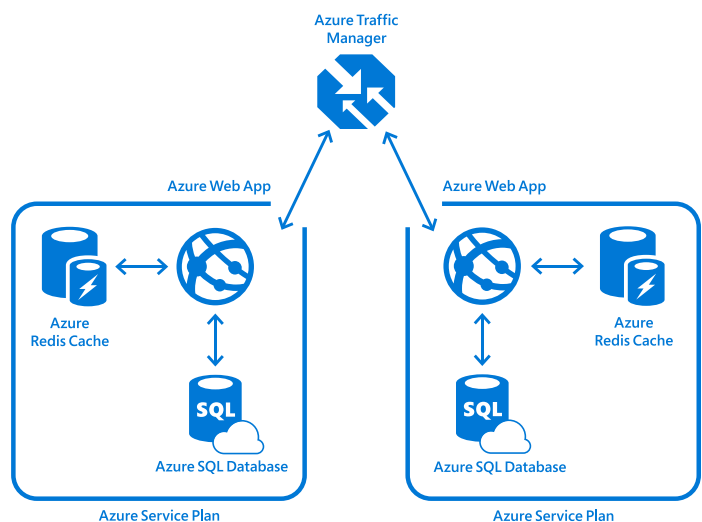 Azure Traffic
Manager
Azure Web App
Azure Web App
Azure
Redis Cache
Azure
Redis Cache
SQL
SQL
Azure SQL Database
Azure SQL Database
Azure Service Plan
Azure Service Plan